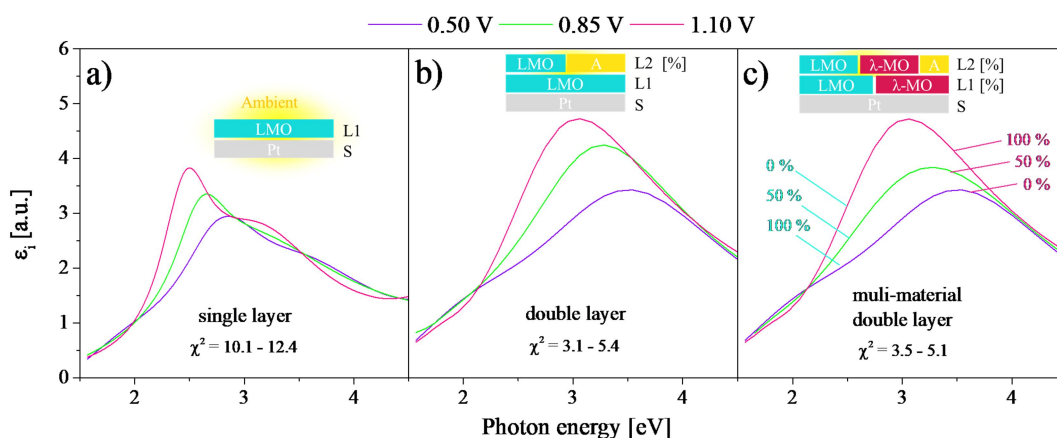 0.50 V 0.85 V 1.10 V
6
5
4
3
2
1
0
εi [a.u.]
a)
Ambient
LMO L1
Pt S
single layer
χ² = 10.1 - 12.4
2 3 4
b)
LMO A L2 [%]
LMO L1
Pt S
double layer
χ² = 3.1 - 5.4
2 3 4
c)
LMO λ-MO A L2 [%]
LMO λ-MO L1 [%]
Pt S
0 %
50 %
100 %
100 %
50 %
0 %
muli-material
double layer
χ² = 3.5 - 5.1
2 3 4
Photon energy [eV]